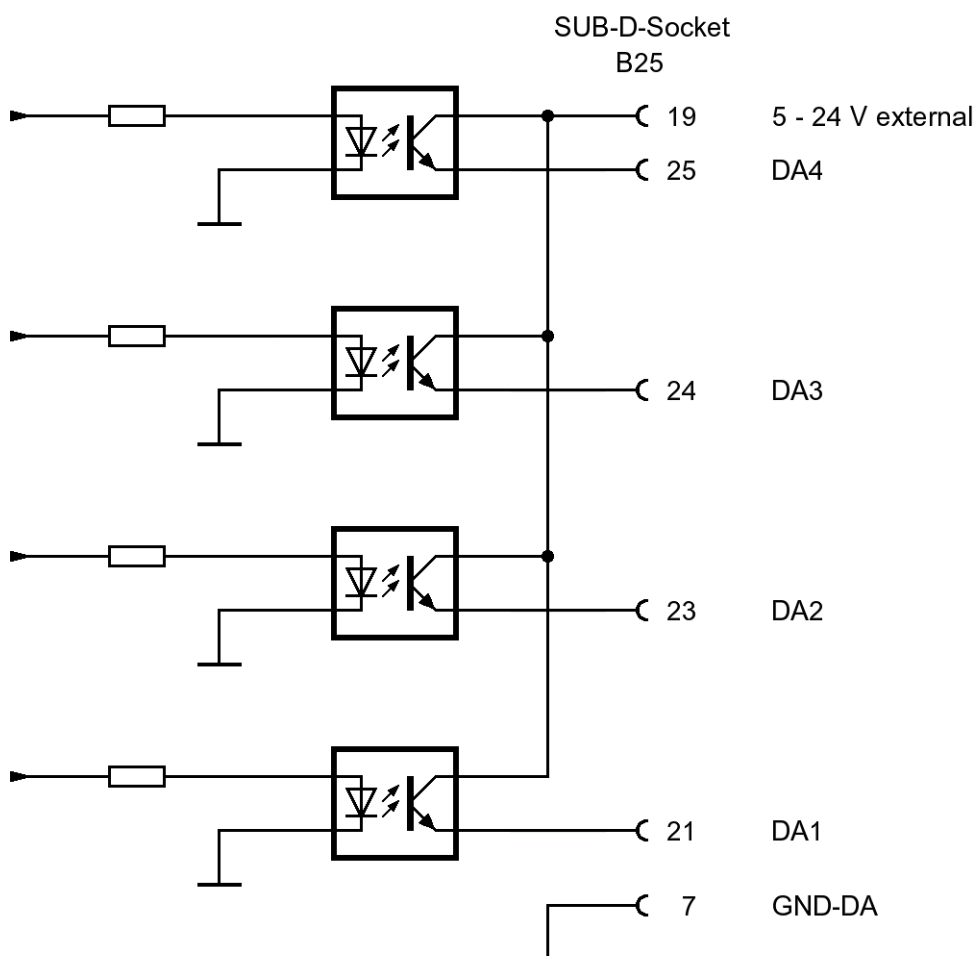 SUB-D-Socket
B25
19 5 - 24 V external
25 DA4
24 DA3
23 DA2
21 DA1
7 GND-DA